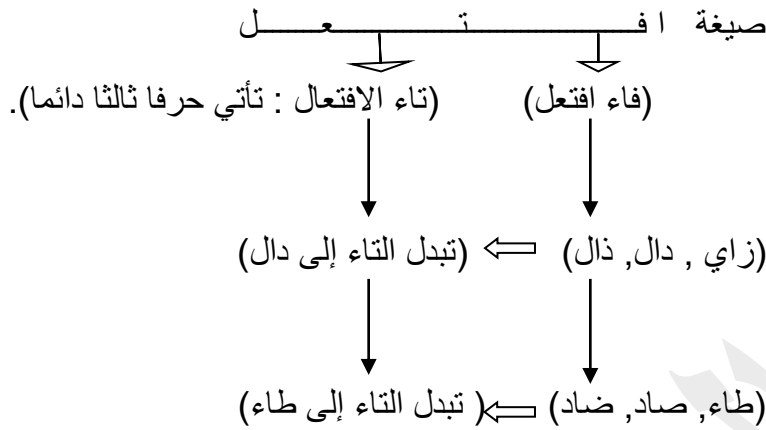 صيغة افـــــتـــــعـــــل
(فاء افتعل) (تاء الافتعال : تأتي حرفا ثالثا دائما).
(زاي , دال, ذال) (تبدل التاء إلى دال)
(طاء, صاد, ضاد) ( تبدل التاء إلى طاء)